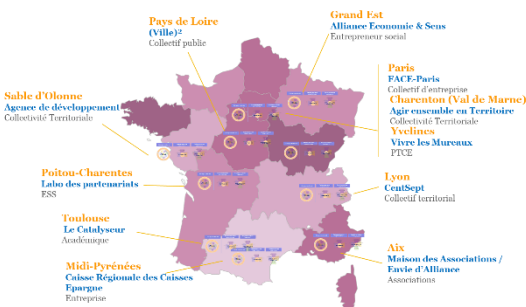 Pays de Loire
(Ville)²
Collectif public
Grand Est
Alliance Economie & Sens
Entrepreneur social
Paris
FACE-Paris
Collectif d'entreprise
Charenton (Val de Marne)
Agir ensemble en Territoire
Collectivité Territoriale
Yvelines
Vivre les Mureaux
PTCE
Sable d'Olonne
Agence de développement
Collectivité Territoriale
Poitou-Charentes
Labo des partenariats
ESS
Lyon
CentSept
Collectif territorial
Toulouse
Le Catalyseur
Académique
Aix
Maison des Associations /
Envie d'Alliance
Associations
Midi-Pyrénées
Caisse Régionale des Caisses
Epargne
Entreprise